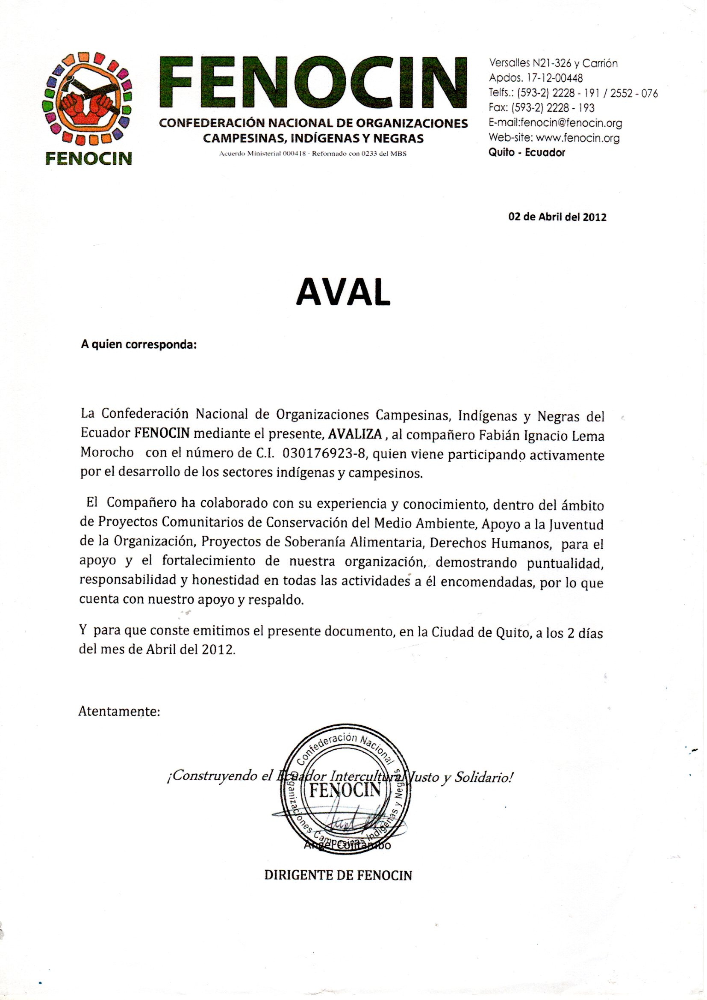 FENOCIN
FENOCIN
CONFEDERACIÓN NACIONAL DE ORGANIZACIONES
CAMPESINAS, INDÍGENAS Y NEGRAS
Acuerdo Ministerial 000418 · Reformado con 0233 del MBS
Versalles N21-326 y Carrión
Apdos. 17-12-00448
Telfs.: (593-2) 2228 - 191 / 2552 - 076
Fax: (593-2) 2228 - 193
E-mail:fenocin@fenocin.org
Web-site: www.fenocin.org
Quito - Ecuador
02 de Abril del 2012
AVAL
A quien corresponda:
La Confederación Nacional de Organizaciones Campesinas, Indígenas y Negras del
Ecuador FENOCIN mediante el presente, AVALIZA , al compañero Fabián Ignacio Lema
Morocho con el número de C.I. 030176923-8, quien viene participando activamente
por el desarrollo de los sectores indígenas y campesinos.
El Compañero ha colaborado con su experiencia y conocimiento, dentro del ámbito
de Proyectos Comunitarios de Conservación del Medio Ambiente, Apoyo a la Juventud
de la Organización, Proyectos de Soberanía Alimentaria, Derechos Humanos, para el
apoyo y el fortalecimiento de nuestra organización, demostrando puntualidad,
responsabilidad y honestidad en todas las actividades a él encomendadas, por lo que
cuenta con nuestro apoyo y respaldo.
Y para que conste emitimos el presente documento, en la Ciudad de Quito, a los 2 días
del mes de Abril del 2012.
Atentamente:
¡Construyendo el Ecuador Intercultural Justo y Solidario!
Confederación Nacional
Organizaciones Campesinas Indígenas y Negras
FENOCIN
Angel
DIRIGENTE DE FENOCIN